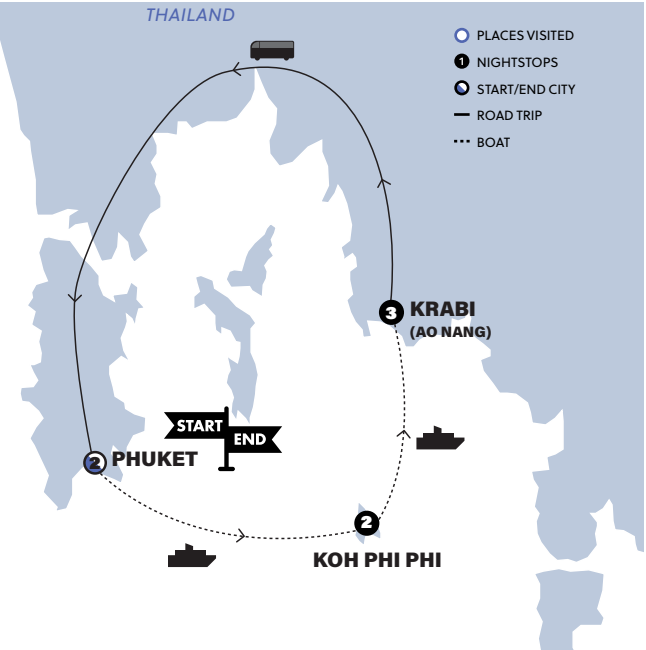 THAILAND
PLACES VISITED
1 NIGHTSTOPS
START/END CITY
ROAD TRIP
BOAT
3 KRABI
(AO NANG)
START
END
2 PHUKET
2
KOH PHI PHI